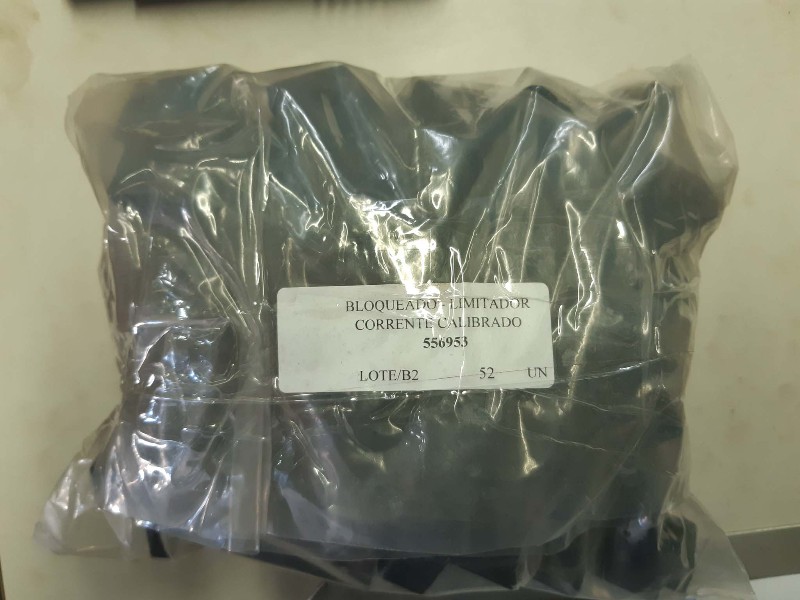 BLOQUEADO - LIMITADOR
CORRENTE CALIBRADO
556953
LOTE/B2 52 UN